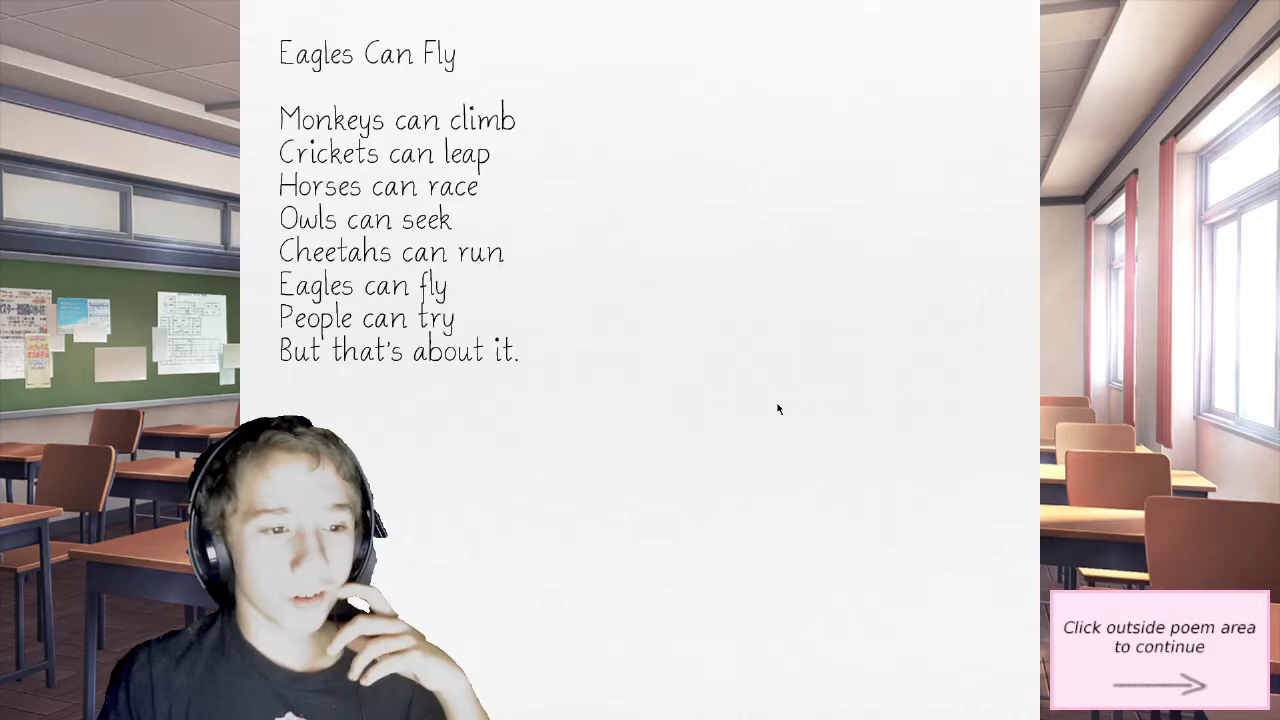 Eagles Can Fly
Monkeys can climb
Crickets can leap
Horses can race
Owls can seek
Cheetahs can run
Eagles can fly
People can try
But that's about it.
Click outside poem area
to continue